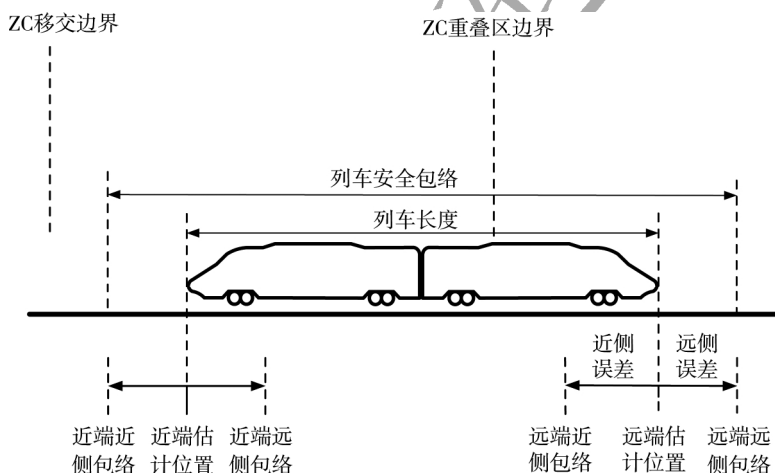 ZC移交边界
ZC重叠区边界
列车安全包络
列车长度
近侧
误差
远侧
误差
近端近
侧包络
近端估
计位置
近端远
侧包络
远端近
侧包络
远端估
计位置
远端远
侧包络